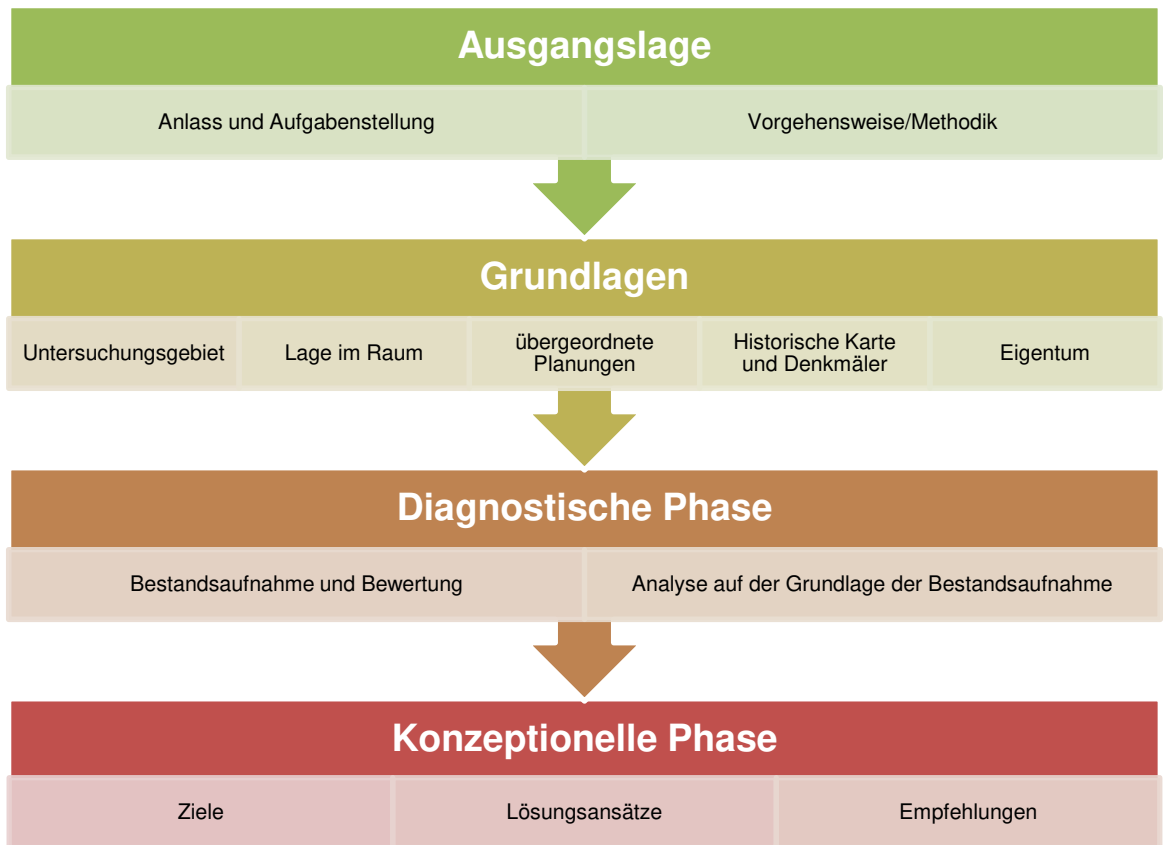 Ausgangslage
Anlass und Aufgabenstellung
Vorgehensweise/Methodik
Grundlagen
Untersuchungsgebiet
Lage im Raum
übergeordnete
Planungen
Historische Karte
und Denkmäler
Eigentum
Diagnostische Phase
Bestandsaufnahme und Bewertung
Analyse auf der Grundlage der Bestandsaufnahme
Konzeptionelle Phase
Ziele
Lösungsansätze
Empfehlungen